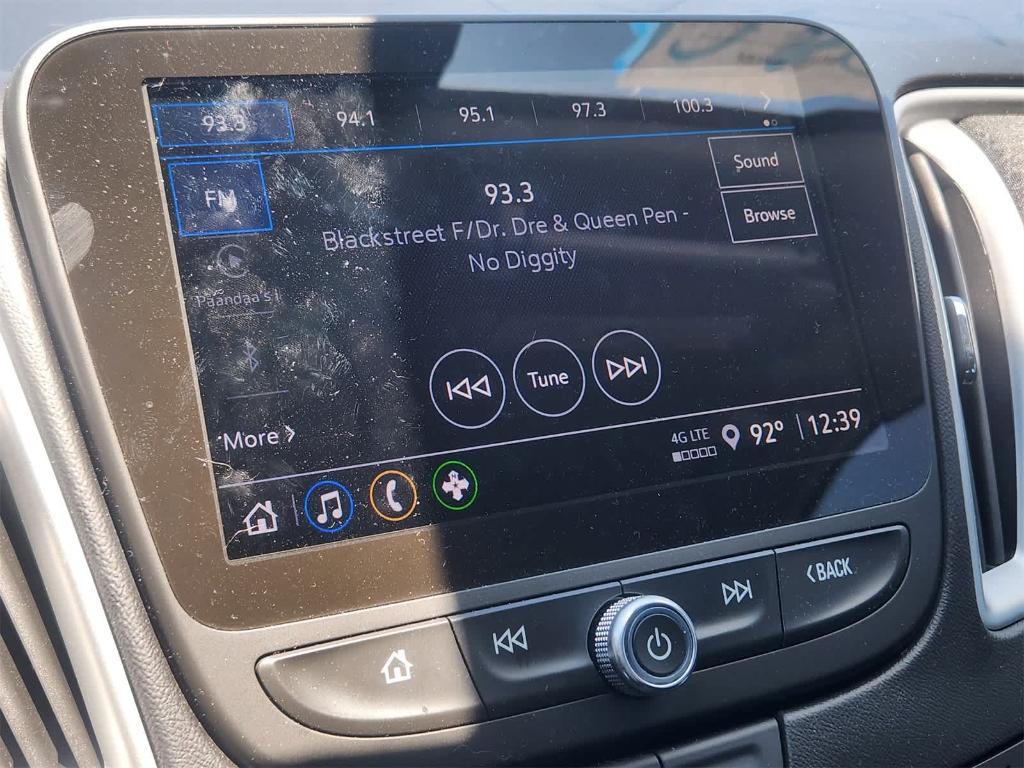 93.3 94.1 95.1 97.3 100.3
FM
Sound
93.3
Browse
Blackstreet F/Dr. Dre & Queen Pen -
No Diggity
Paandaa's i
Tune
More
4G LTE
92° 12:39
BACK